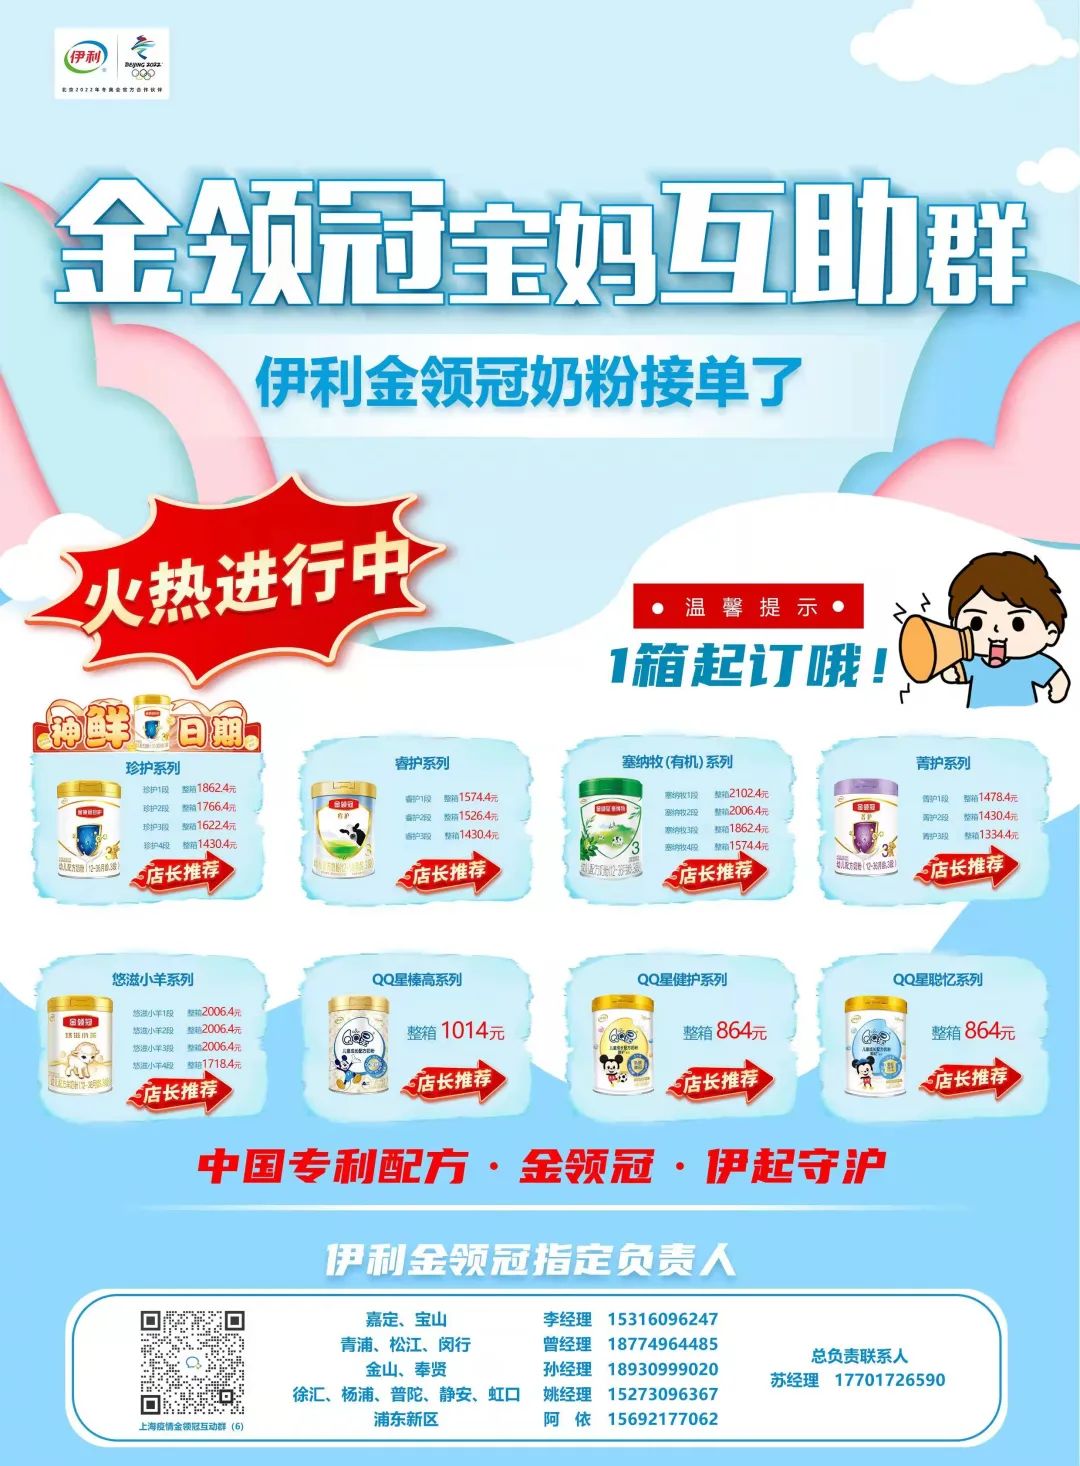 伊利
BEIJING 2022
北京2022年冬奥会官方合作伙伴
金领冠宝妈互助群
伊利金领冠奶粉接单了
火热进行中
温馨提示
1箱起订哦!
神鲜日期
珍护系列
珍护1段 整箱1862.4元
珍护2段 整箱1766.4元
珍护3段 整箱1622.4元
珍护4段 整箱1430.4元
店长推荐
睿护系列
睿护1段 整箱1574.4元
睿护2段 整箱1526.4元
睿护3段 整箱1430.4元
店长推荐
塞纳牧(有机)系列
塞纳牧1段 整箱2102.4元
塞纳牧2段 整箱2006.4元
塞纳牧3段 整箱1862.4元
塞纳牧4段 整箱1574.4元
店长推荐
菁护系列
菁护1段 整箱1478.4元
菁护2段 整箱1430.4元
菁护3段 整箱1334.4元
店长推荐
悠滋小羊系列
悠滋小羊1段 整箱2006.4元
悠滋小羊2段 整箱2006.4元
悠滋小羊3段 整箱2006.4元
悠滋小羊4段 整箱1718.4元
店长推荐
QQ星榛高系列
整箱 1014元
店长推荐
QQ星健护系列
整箱 864元
店长推荐
QQ星聪忆系列
整箱 864元
店长推荐
中国专利配方·金领冠·伊起守沪
伊利金领冠指定负责人
嘉定、宝山 李经理 15316096247
青浦、松江、闵行 曾经理 18774964485
金山、奉贤 孙经理 18930999020
徐汇、杨浦、普陀、静安、虹口 姚经理 15273096367
浦东新区 阿 依 15692177062
总负责联系人
苏经理 17701726590
上海疫情金领冠互动群(6)